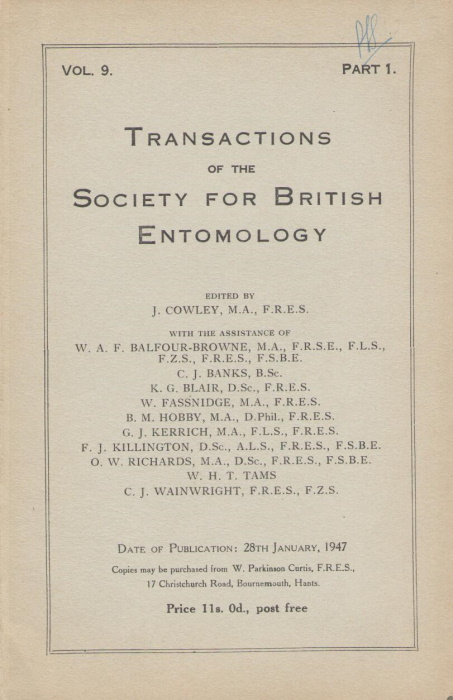 VOL. 9. PART 1.
TRANSACTIONS
OF THE
SOCIETY FOR BRITISH
ENTOMOLOGY
EDITED BY
J. COWLEY, M.A., F.R.E.S.
WITH THE ASSISTANCE OF
W. A. F. BALFOUR-BROWNE, M.A., F.R.S.E., F.L.S.,
F.Z.S., F.R.E.S., F.S.B.E.
C. J. BANKS, B.Sc.
K. G. BLAIR, D.Sc., F.R.E.S.
W. FASSNIDGE, M.A., F.R.E.S.
B. M. HOBBY, M.A., D.Phil., F.R.E.S.
G. J. KERRICH, M.A., F.L.S., F.R.E.S.
F. J. KILLINGTON, D.Sc., A.L.S., F.R.E.S., F.S.B.E.
O. W. RICHARDS, M.A., D.Sc., F.R.E.S., F.S.B.E.
W. H. T. TAMS
C. J. WAINWRIGHT, F.R.E.S., F.Z.S.
DATE OF PUBLICATION: 28TH JANUARY, 1947
Copies may be purchased from W. Parkinson Curtis, F.R.E.S.,
17 Christchurch Road, Bournemouth, Hants.
Price 11s. 0d., post free